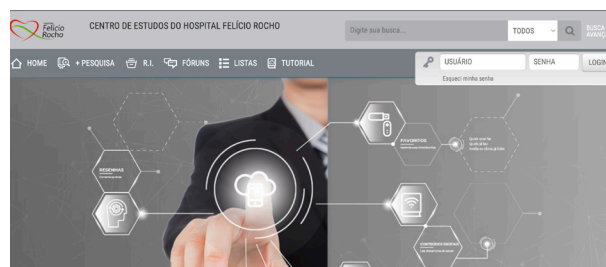 Felício
Rocho
CENTRO DE ESTUDOS DO HOSPITAL FELÍCIO ROCHO
Digite sua busca...
TODOS
BUSCA
AVANÇA
HOME
+ PESQUISA
R.I.
FÓRUNS
LISTAS
TUTORIAL
USUÁRIO
SENHA
LOGIN
Esqueci minha senha
RESENHAS
FAVORITOS